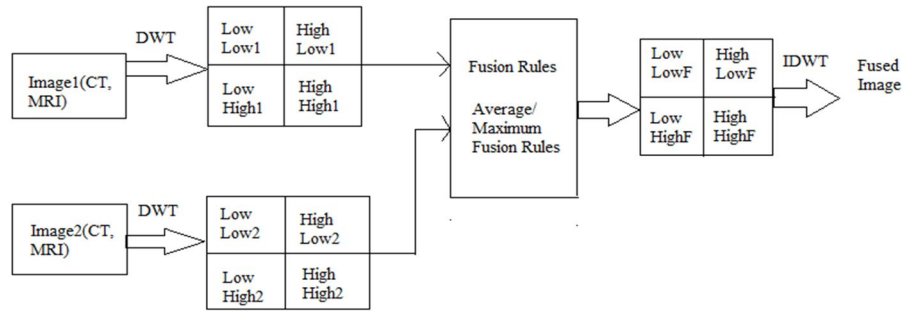 DWT
Image1(CT,
MRI)
Low
Low1
High
Low1
Low
High1
High
High1
Fusion Rules
Average/
Maximum
Fusion Rules
Low
LowF
High
LowF
Low
HighF
High
HighF
IDWT
Fused
Image
DWT
Image2(CT,
MRI)
Low
Low2
High
Low2
Low
High2
High
High2